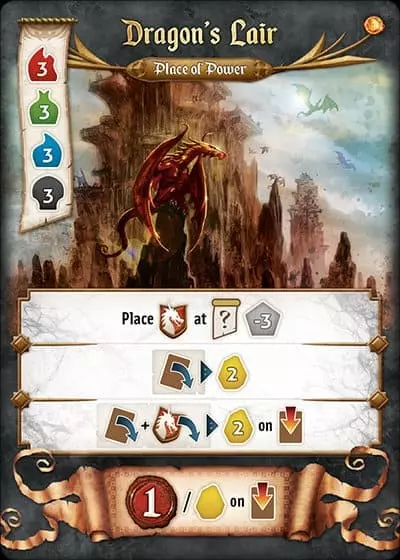 Dragon's Lair
Place of Power
3
3
3
3
Place at ? -3
2
+ 2 on
1 / on